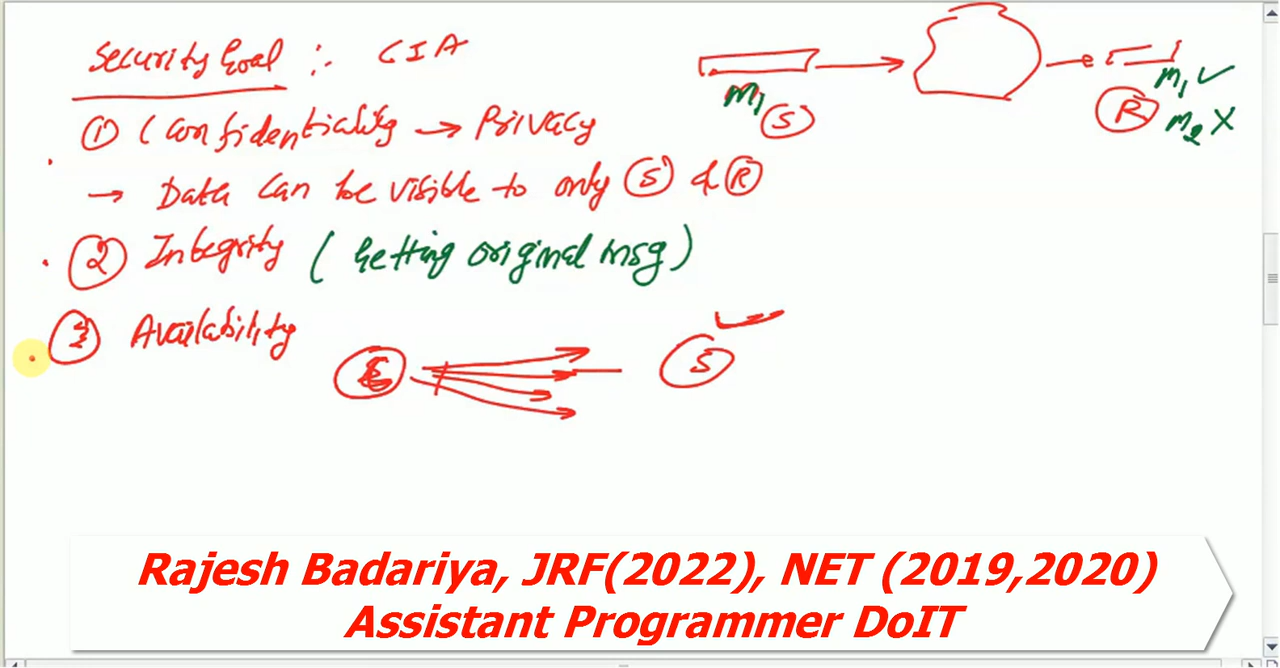 Security Goal :- CIA
① Confidentiality → Privacy
→ Data can be visible to only Ⓢ & Ⓡ
② Integrity (Getting original msg)
③ Availability
S
m₁ Ⓢ
m₁ ✓
Ⓡ m₂ X
Rajesh Badariya, JRF(2022), NET (2019,2020)
Assistant Programmer DoIT